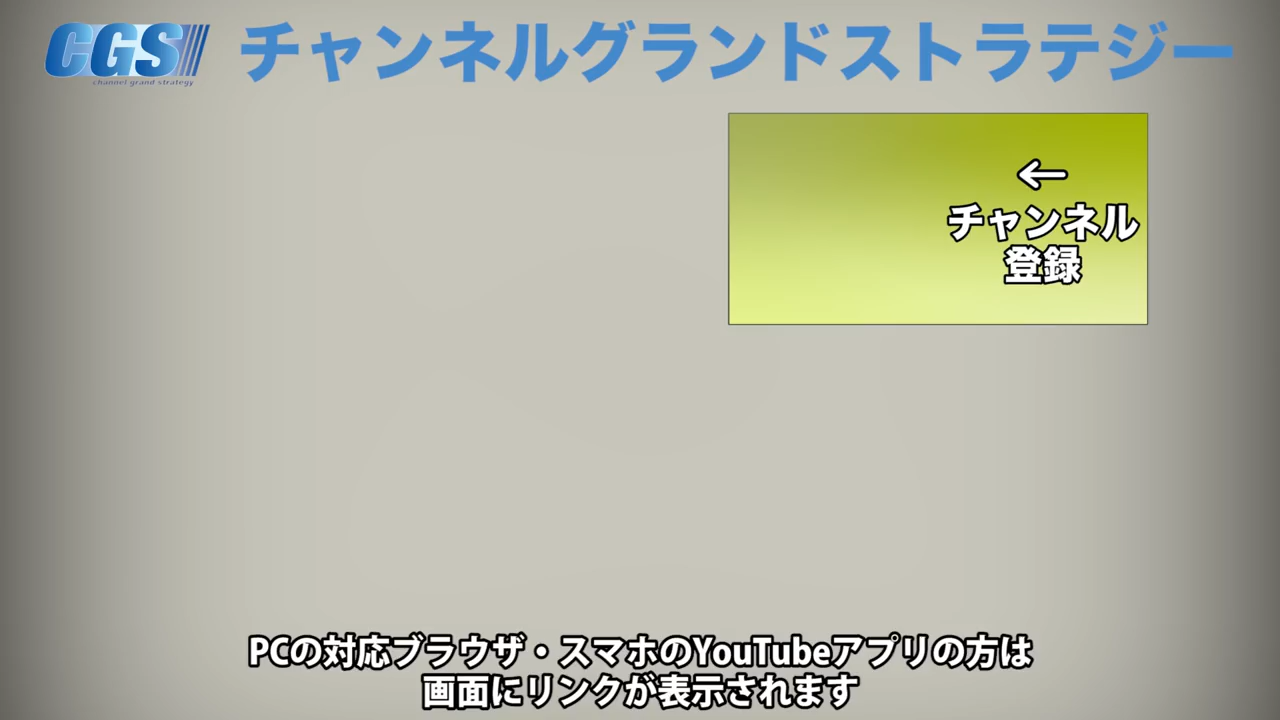 CGS
channel grand strategy
チャンネルグランドストラテジー
←
チャンネル
登録
PCの対応ブラウザ・スマホのYouTubeアプリの方は
画面にリンクが表示されます